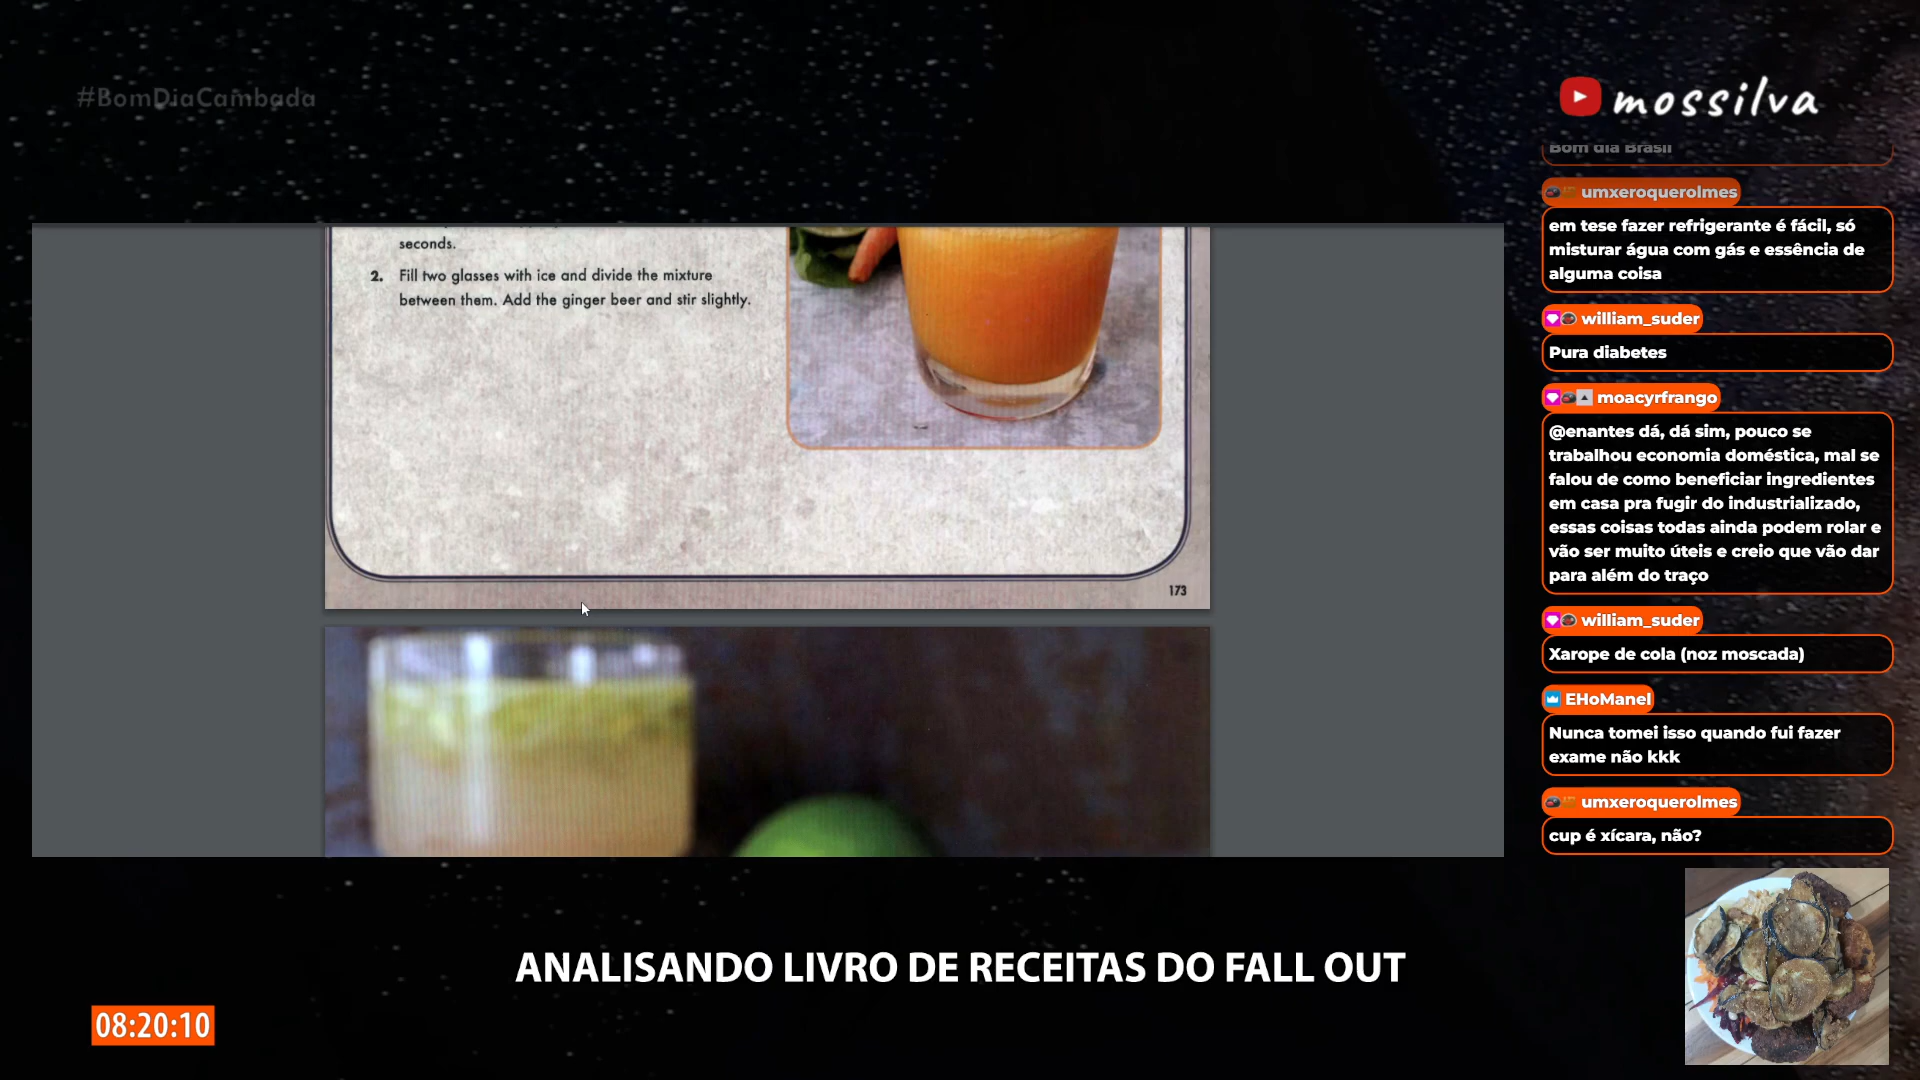 #BomDiaCambada
mossilva
Bom dia Brasil
umxeroquerolmes
em tese fazer refrigerante é fácil, só
misturar água com gás e essência de
alguma coisa
william_suder
Pura diabetes
moacyrfrango
@enantes dá, dá sim, pouco se
trabalhou economia doméstica, mal se
falou de como beneficiar ingredientes
em casa pra fugir do industrializado,
essas coisas todas ainda podem rolar e
vão ser muito úteis e creio que vão dar
para além do traço
william_suder
Xarope de cola (noz moscada)
EHoManel
Nunca tomei isso quando fui fazer
exame não kkk
umxeroquerolmes
cup é xícara, não?
seconds.
2. Fill two glasses with ice and divide the mixture
between them. Add the ginger beer and stir slightly.
173
ANALISANDO LIVRO DE RECEITAS DO FALL OUT
08:20:10